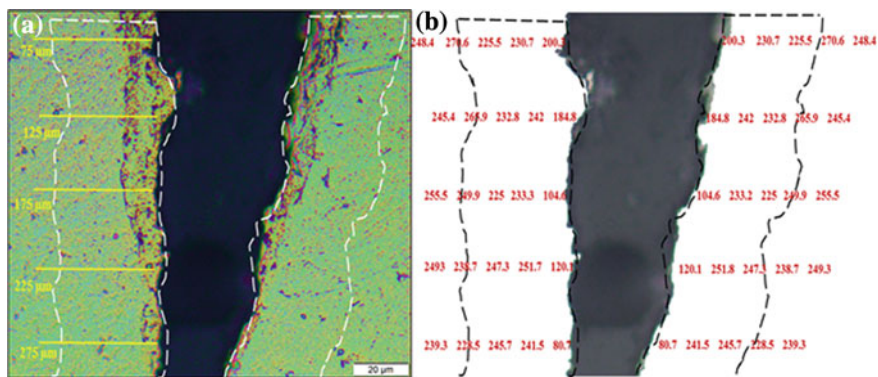 (a)
75 µm
125 µm
175 µm
225 µm
275 µm
20 µm
(b)
248.4 270.6 225.5 230.7 200.3 200.3 230.7 225.5 270.6 248.4
245.4 265.9 232.8 242 184.8 184.8 242 232.8 265.9 245.4
255.5 249.9 225 233.3 104.6 104.6 233.2 225 249.9 255.5
2493 238.7 247.3 251.7 120.1 120.1 251.8 247.3 238.7 249.3
239.3 228.5 245.7 241.5 80.7 80.7 241.5 245.7 228.5 239.3